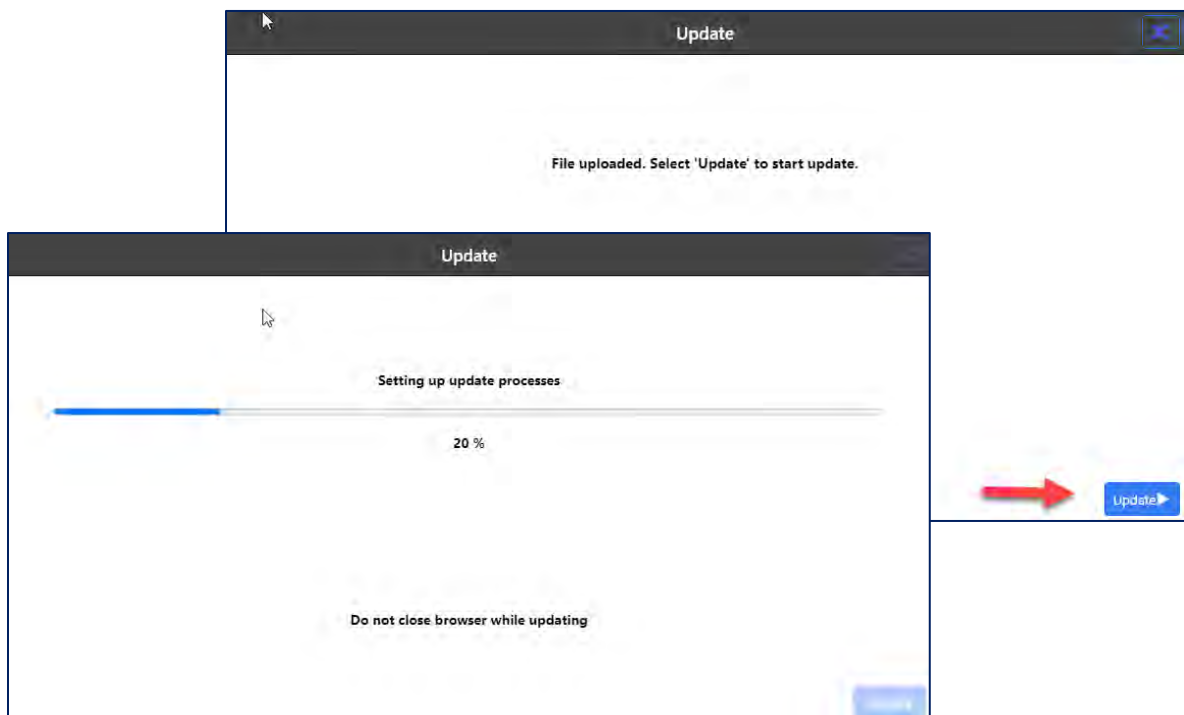 Update
File uploaded. Select 'Update' to start update.
Update
Update
Setting up update processes
20 %
Do not close browser while updating